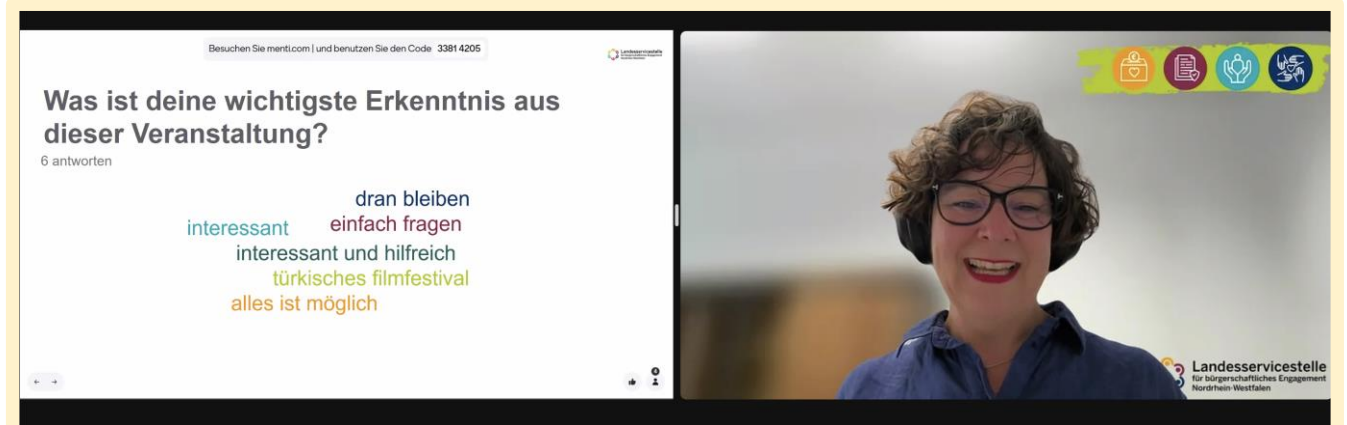 Besuchen Sie menti.com | und benutzen Sie den Code 3381 4205
Landesservicestelle
Was ist deine wichtigste Erkenntnis aus
dieser Veranstaltung?
6 antworten
dran bleiben
interessant
einfach fragen
interessant und hilfreich
türkisches filmfestival
alles ist möglich
Landesservicestelle
für bürgerschaftliches Engagement
Nordrhein-Westfalen